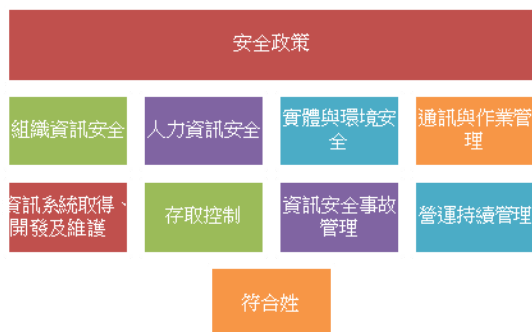 安全政策
組織資訊安全
人力資訊安全
實體與環境安
全
通訊與作業管
理
資訊系統取得、
開發及維護
存取控制
資訊安全事故
管理
營運持續管理
符合姓